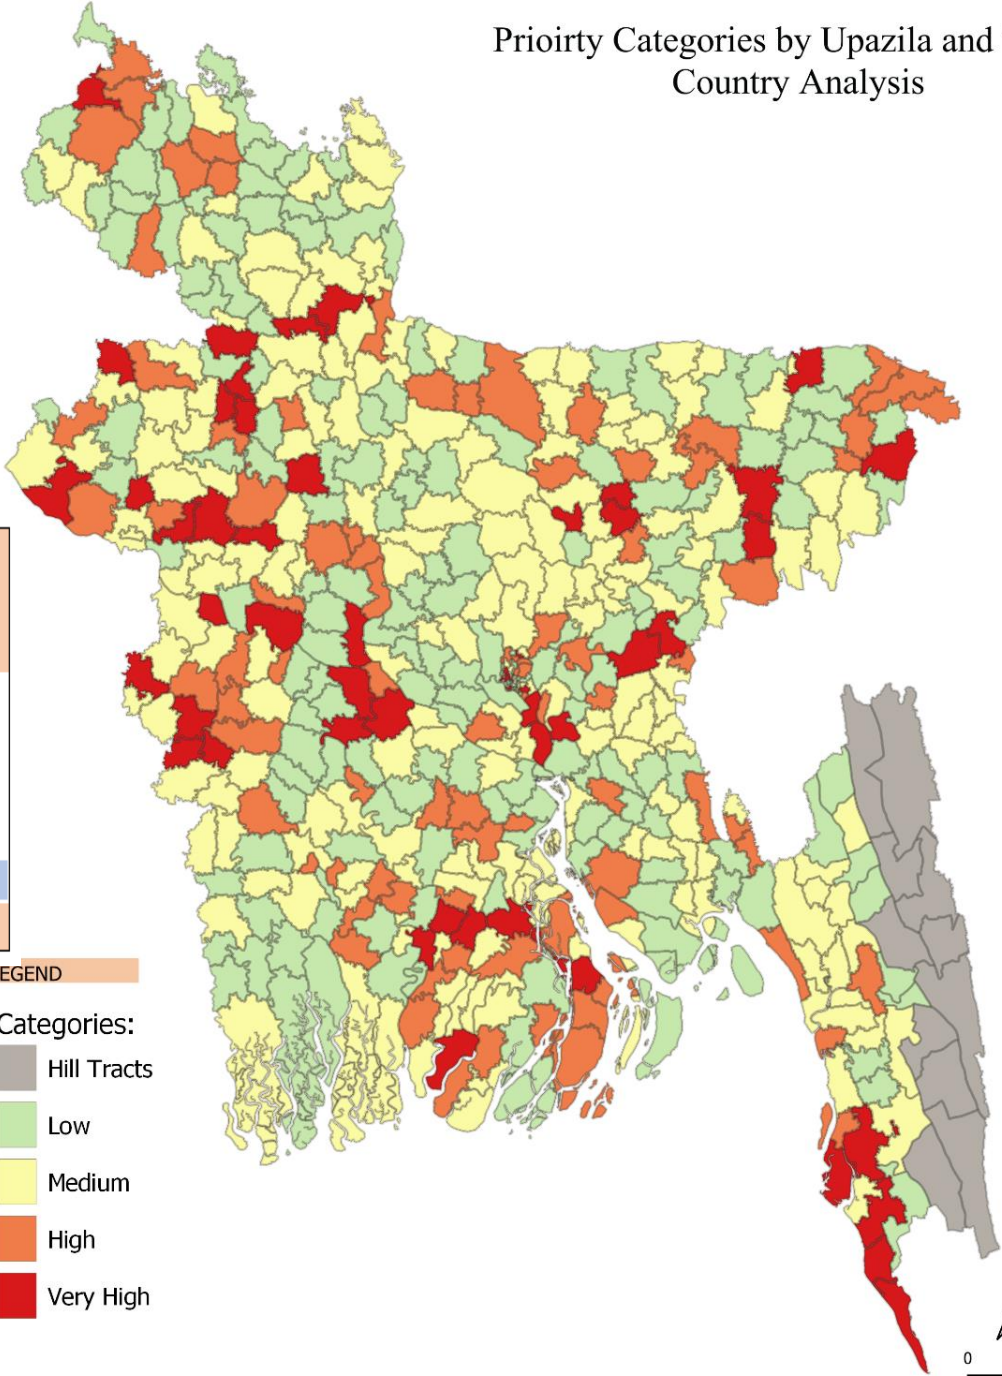 Prioirty Categories by Upazila and
Country Analysis
EGEND
Categories:
Hill Tracts
Low
Medium
High
Very High
0